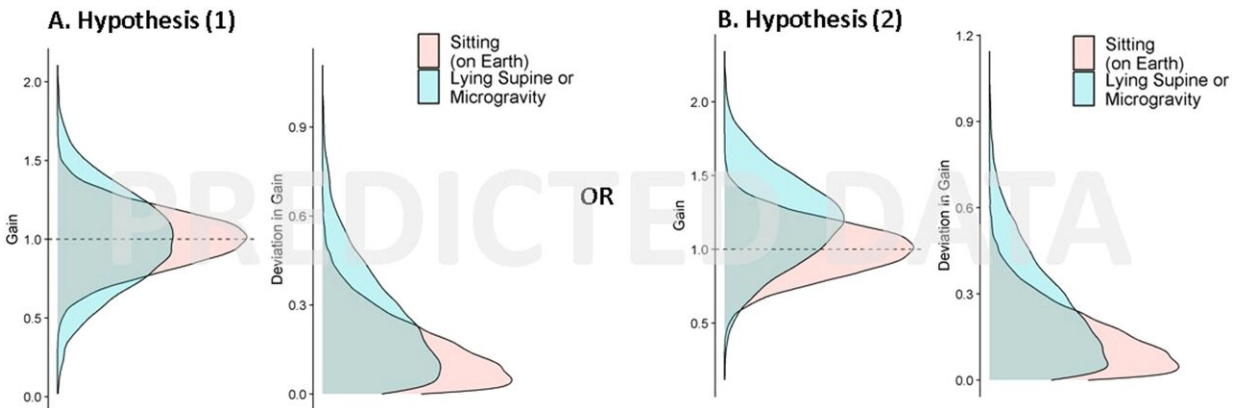 A. Hypothesis (1)
Gain
2.0
1.5
1.0
0.5
0.0
Deviation in Gain
0.9
0.6
0.3
0.0
Sitting
(on Earth)
Lying Supine or
Microgravity
OR
B. Hypothesis (2)
Gain
2.0
1.5
1.0
0.5
Deviation in Gain
1.2
0.9
0.6
0.3
0.0
Sitting
(on Earth)
Lying Supine or
Microgravity
PREDICTED DATA